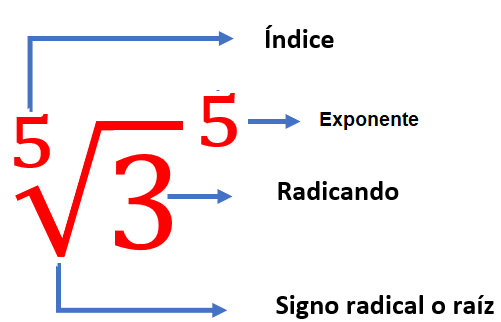 Índice
5
5
Exponente
√3
Radicando
Signo radical o raíz